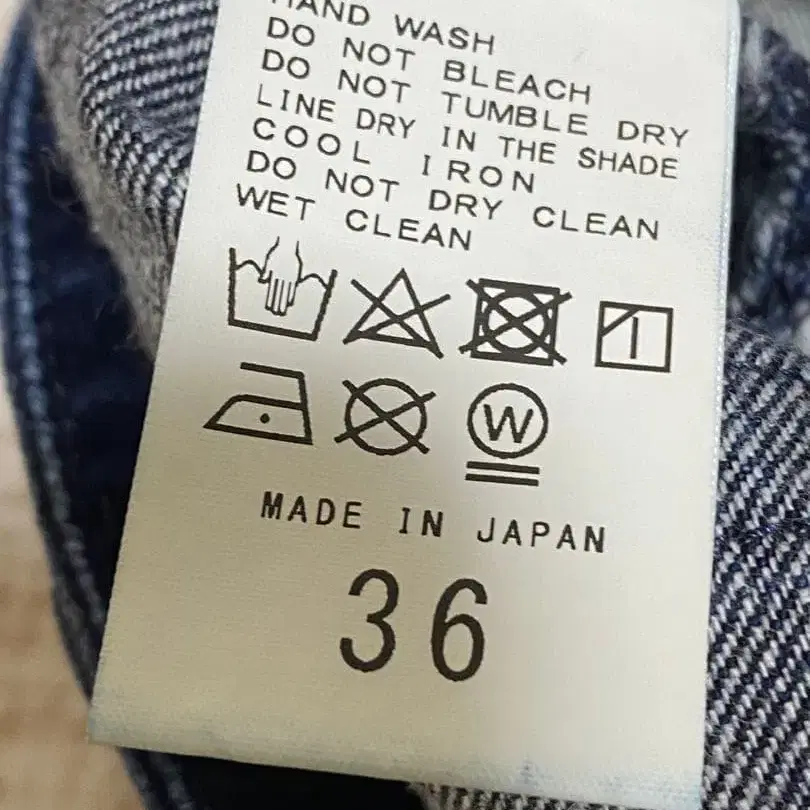 HAND WASH
DO NOT BLEACH
DO NOT TUMBLE DRY
LINE DRY IN THE SHADE
COOL IRON
DO NOT DRY CLEAN
WET CLEAN
W
MADE IN JAPAN
36